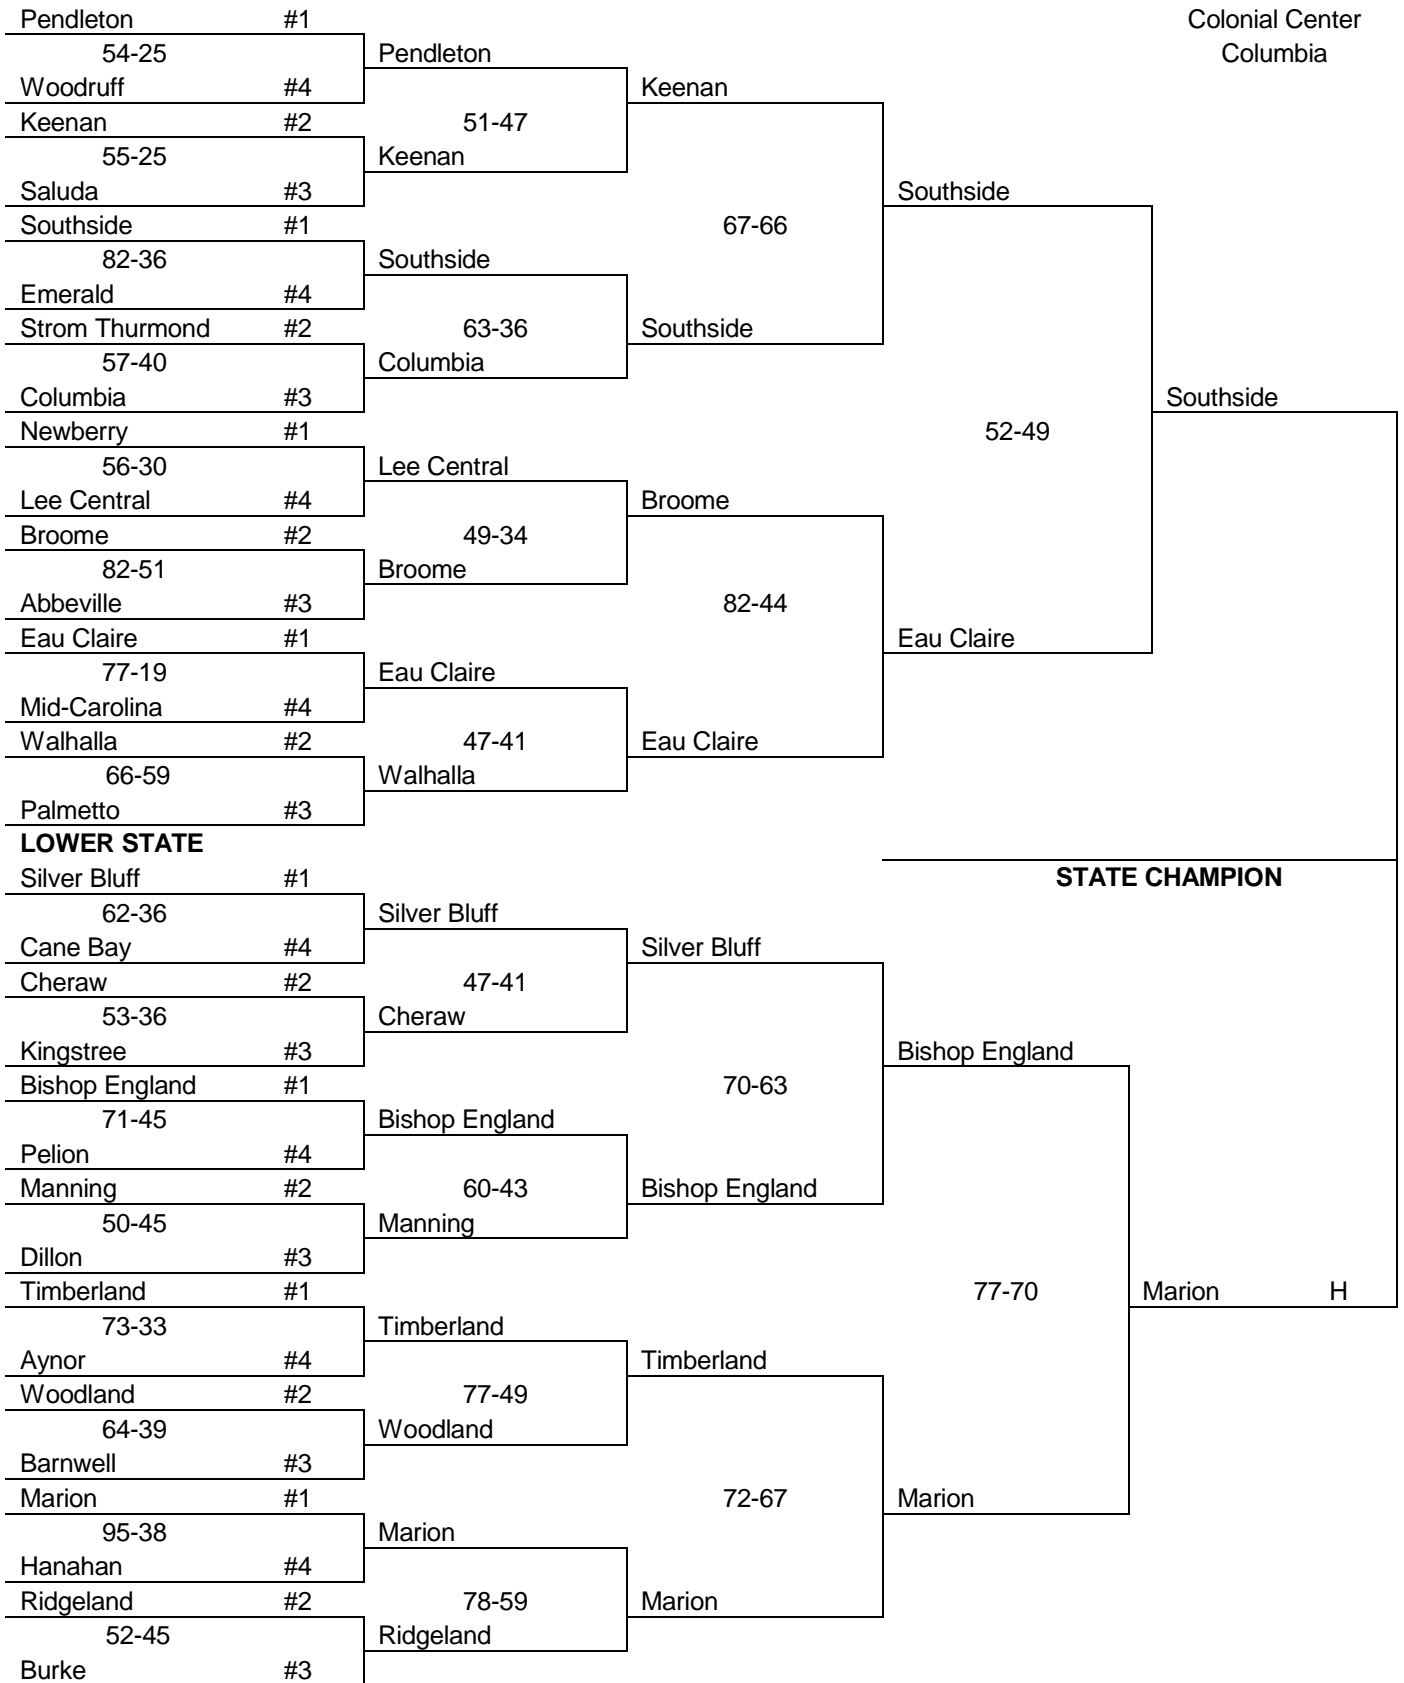 Pendleton #1 Colonial Center
54-25 Pendleton Columbia
Woodruff #4 Keenan
Keenan #2 51-47
55-25 Keenan
Saluda #3 Southside
Southside #1 67-66
82-36 Southside
Emerald #4
Strom Thurmond #2 63-36 Southside
57-40 Columbia
Columbia #3 Southside
Newberry #1 52-49
56-30 Lee Central
Lee Central #4 Broome
Broome #2 49-34
82-51 Broome
Abbeville #3 82-44
Eau Claire #1 Eau Claire
77-19 Eau Claire
Mid-Carolina #4
Walhalla #2 47-41 Eau Claire
66-59 Walhalla
Palmetto #3
LOWER STATE
Silver Bluff #1 STATE CHAMPION
62-36 Silver Bluff
Cane Bay #4 Silver Bluff
Cheraw #2 47-41
53-36 Cheraw
Kingstree #3 Bishop England
Bishop England #1 70-63
71-45 Bishop England
Pelion #4
Manning #2 60-43 Bishop England
50-45 Manning
Dillon #3
Timberland #1 77-70 Marion H
73-33 Timberland
Aynor #4 Timberland
Woodland #2 77-49
64-39 Woodland
Barnwell #3
Marion #1 72-67 Marion
95-38 Marion
Hanahan #4
Ridgeland #2 78-59 Marion
52-45 Ridgeland
Burke #3